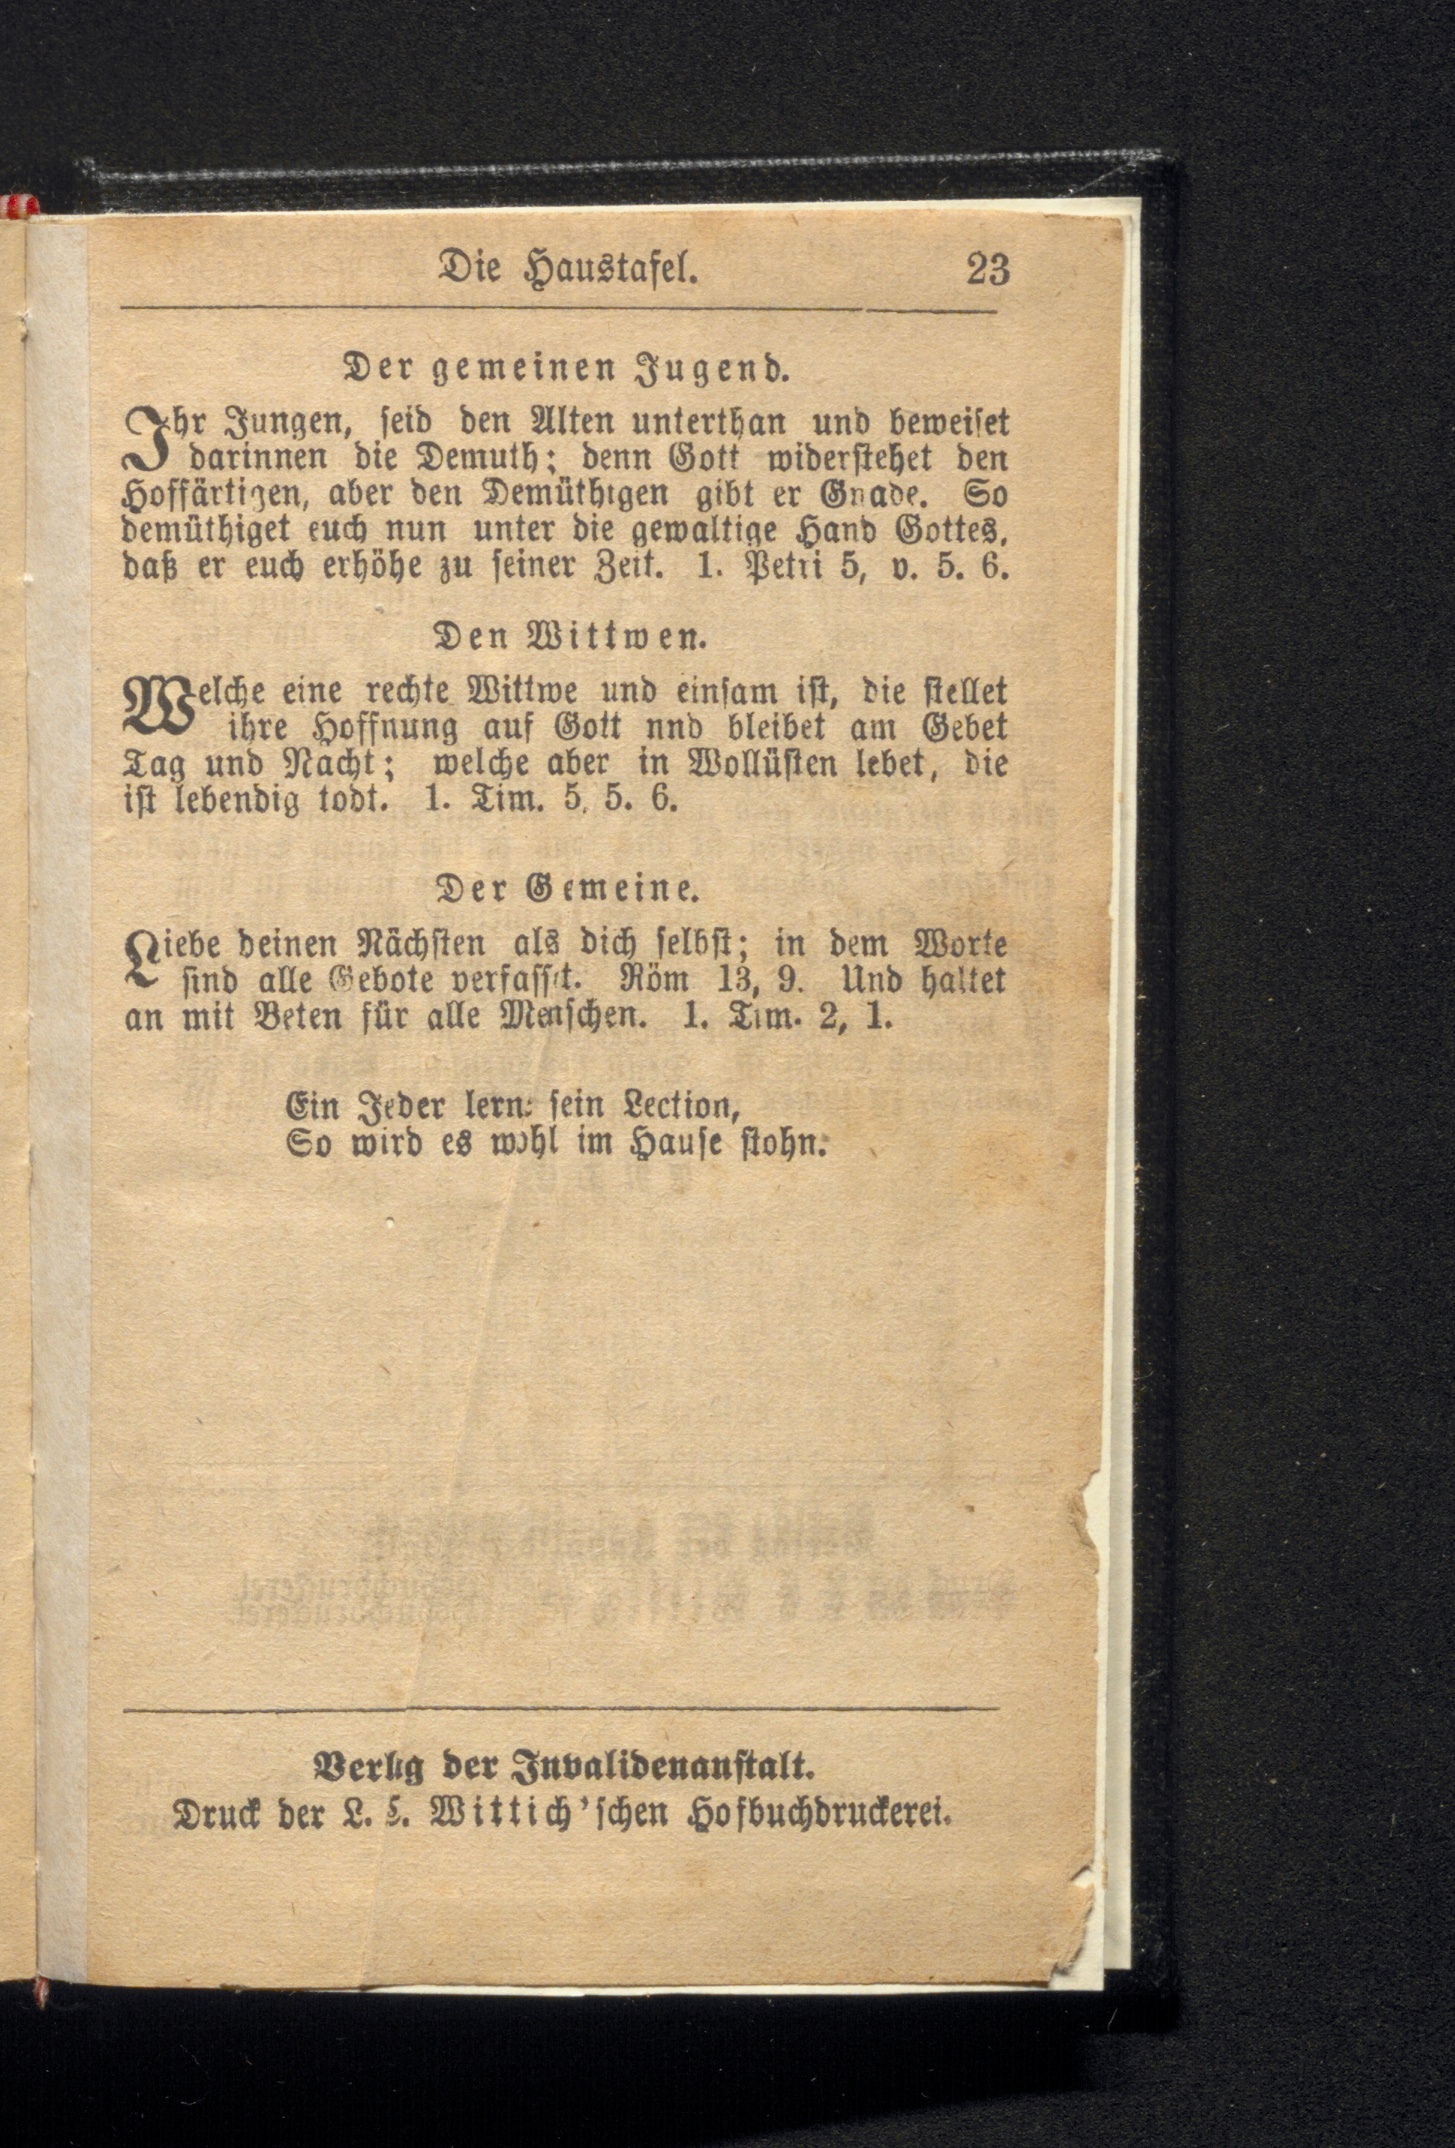 Die Haustafel. 23
Der gemeinen Jugend.
Ihr Jungen, seid den Alten unterthan und beweiset
darinnen die Demuth; denn Gott widerstehet den
Hoffärtigen, aber den Demüthigen gibt er Gnade. So
demüthiget euch nun unter die gewaltige Hand Gottes,
daß er euch erhöhe zu seiner Zeit. 1. Petri 5, v. 5. 6.
Den Wittwen.
Welche eine rechte Wittwe und einsam ist, die stellet
ihre Hoffnung auf Gott nnd bleibet am Gebet
Tag und Nacht; welche aber in Wollüsten lebet, die
ist lebendig todt. 1. Tim. 5, 5. 6.
Der Gemeine.
Liebe deinen Nächsten als dich selbst; in dem Worte
sind alle Gebote verfasset. Röm 13, 9. Und haltet
an mit Beten für alle Menschen. 1. Tim. 2, 1.
Ein Jeder lerne sein Lection,
So wird es wohl im Hause stohn.
Verlag der Invalidenanstalt.
Druck der L. C. Wittich'schen Hofbuchdruckerei.